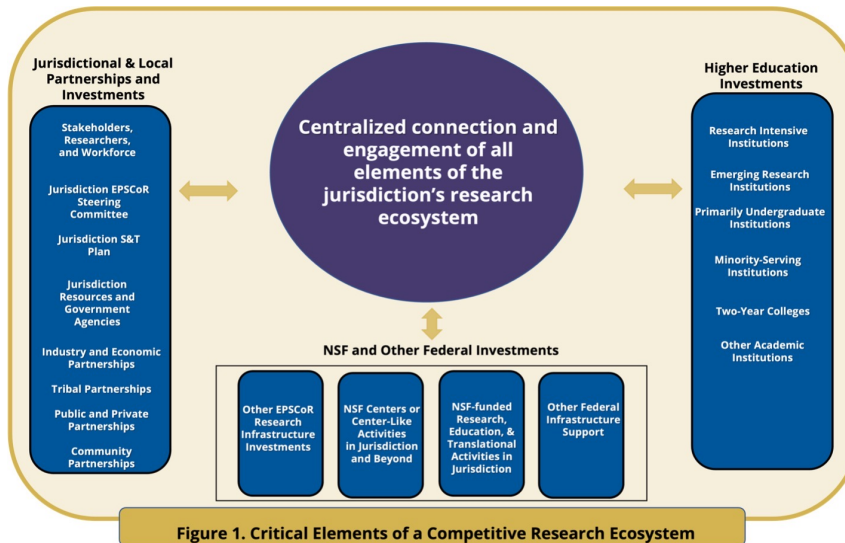 Jurisdictional & Local
Partnerships and
Investments
Stakeholders,
Researchers,
and Workforce
Jurisdiction EPSCoR
Steering
Committee
Jurisdiction S&T
Plan
Jurisdiction
Resources and
Government
Agencies
Industry and Economic
Partnerships
Tribal Partnerships
Public and Private
Partnerships
Community
Partnerships
Centralized connection and
engagement of all
elements of the
jurisdiction's research
ecosystem
Higher Education
Investments
Research Intensive
Institutions
Emerging Research
Institutions
Primarily Undergraduate
Institutions
Minority-Serving
Institutions
Two-Year Colleges
Other Academic
Institutions
NSF and Other Federal Investments
Other EPSCoR
Research
Infrastructure
Investments
NSF Centers or
Center-Like
Activities
in Jurisdiction
and Beyond
NSF-funded
Research,
Education, &
Translational
Activities in
Jurisdiction
Other Federal
Infrastructure
Support
Figure 1. Critical Elements of a Competitive Research Ecosystem